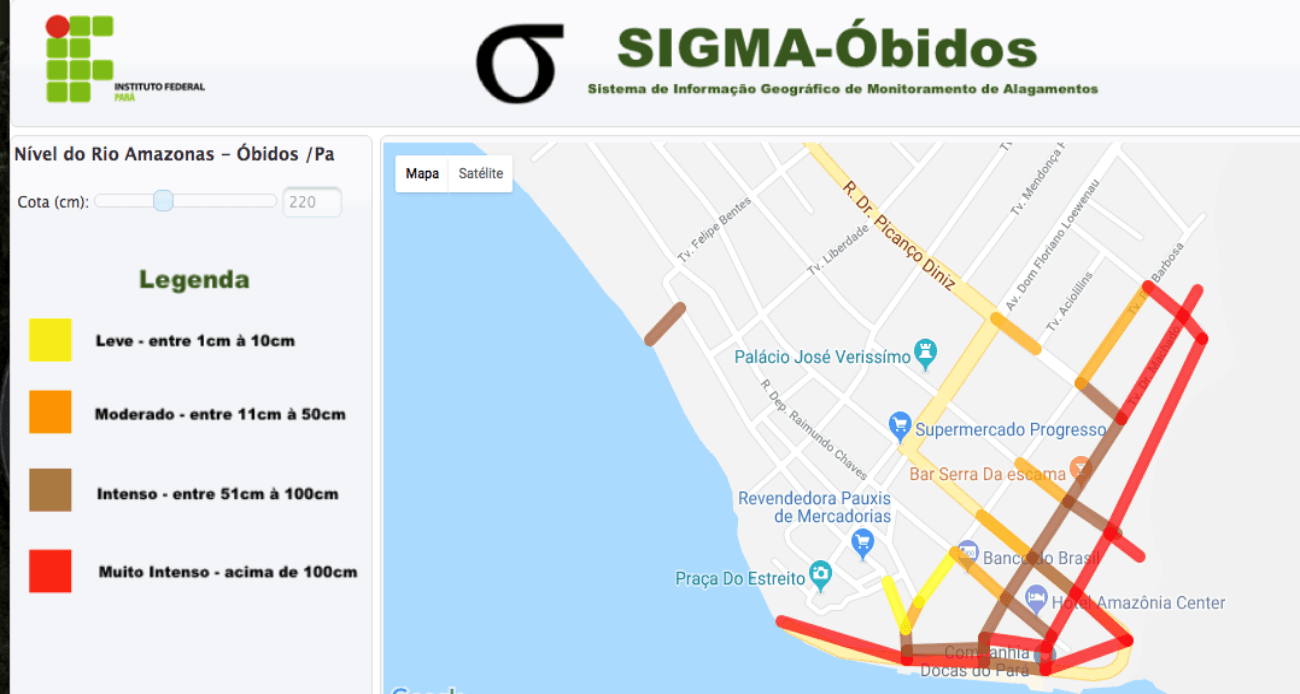 INSTITUTO FEDERAL
PARÁ
σ
SIGMA-Óbidos
Sistema de Informação Geográfico de Monitoramento de Alagamentos
Nível do Rio Amazonas - Óbidos /Pa
Cota (cm):
220
Legenda
Leve - entre 1cm à 10cm
Moderado - entre 11cm à 50cm
Intenso - entre 51cm à 100cm
Muito Intenso - acima de 100cm
Mapa
Satélite
Tv. Felipe Bentes
Tv. Liberdade
R. Dr. Picanço Diniz
Tv. Mendonça
Av. Dom Floriano Loewenau
Tv. Aciolilins
Barbosa
Tv. Dr. Machado
Palácio José Veríssimo
R. Dep. Raimundo Chaves
Supermercado Progresso
Bar Serra Da escama
Revendedora Pauxis
de Mercadorias
Banco do Brasil
Praça Do Estreito
Hotel Amazônia Center
Companhia
Docas do Pará